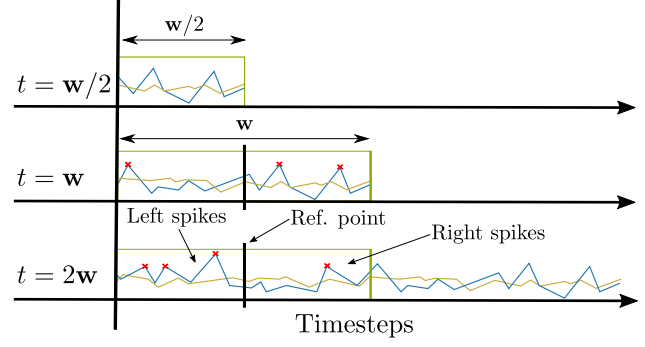 w/2
t = w/2
w
t = w
Left spikes
Ref. point
Right spikes
t = 2w
Timesteps